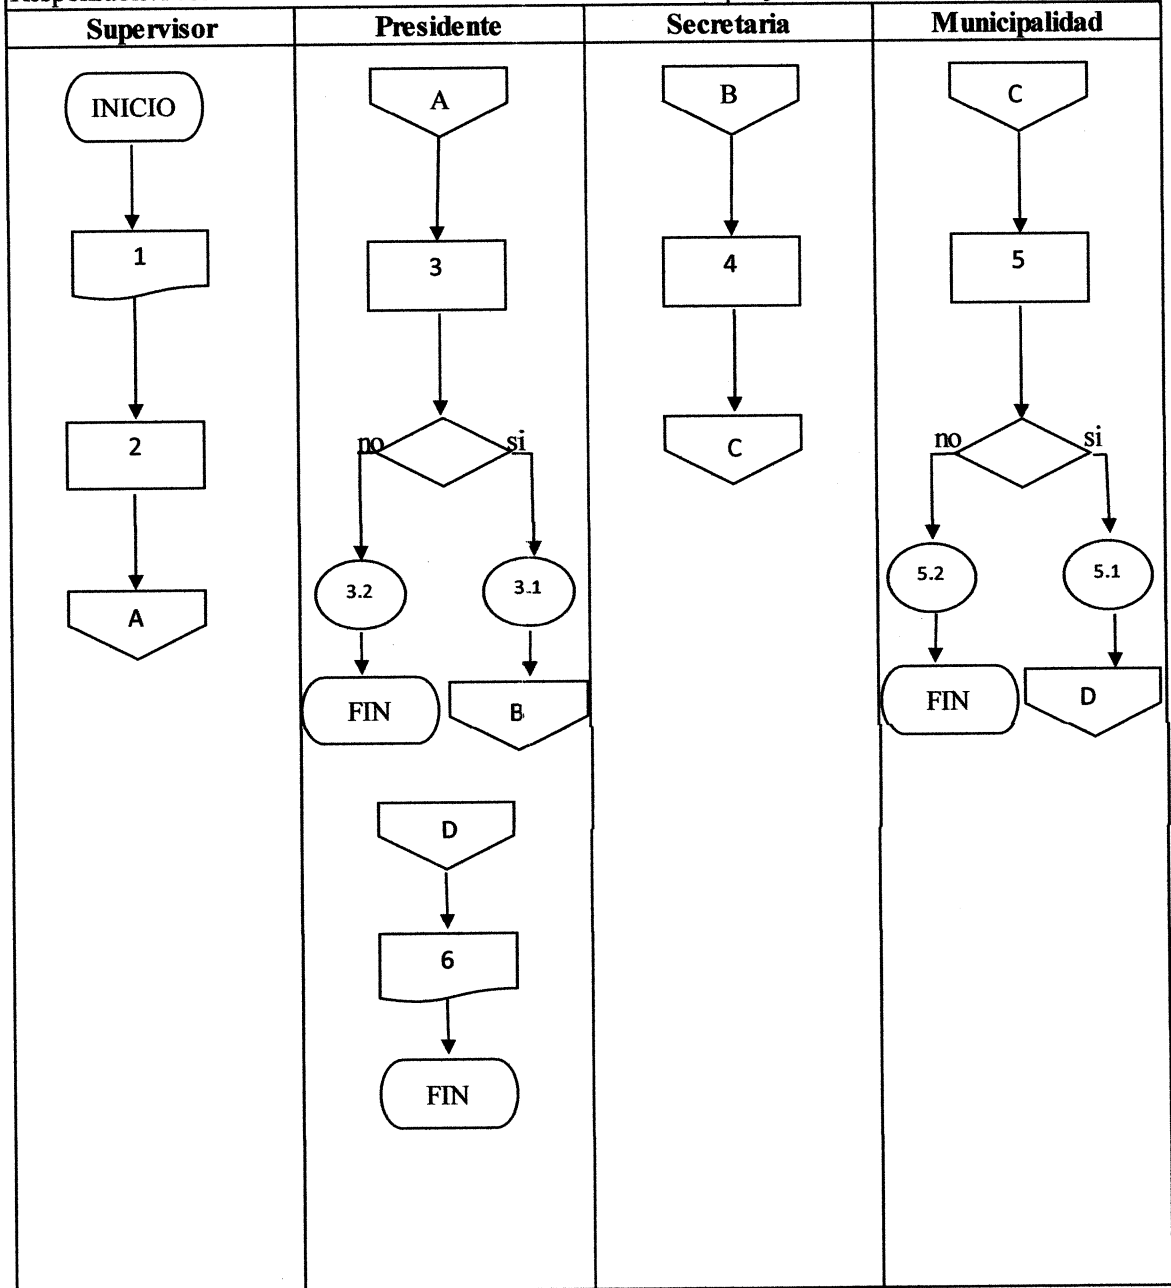 Supervisor
Presidente
Secretaria
Municipalidad
INICIO
1
2
A
A
3
no
si
3.2
3.1
FIN
B
D
6
FIN
B
4
C
C
5
no
si
5.2
5.1
FIN
D